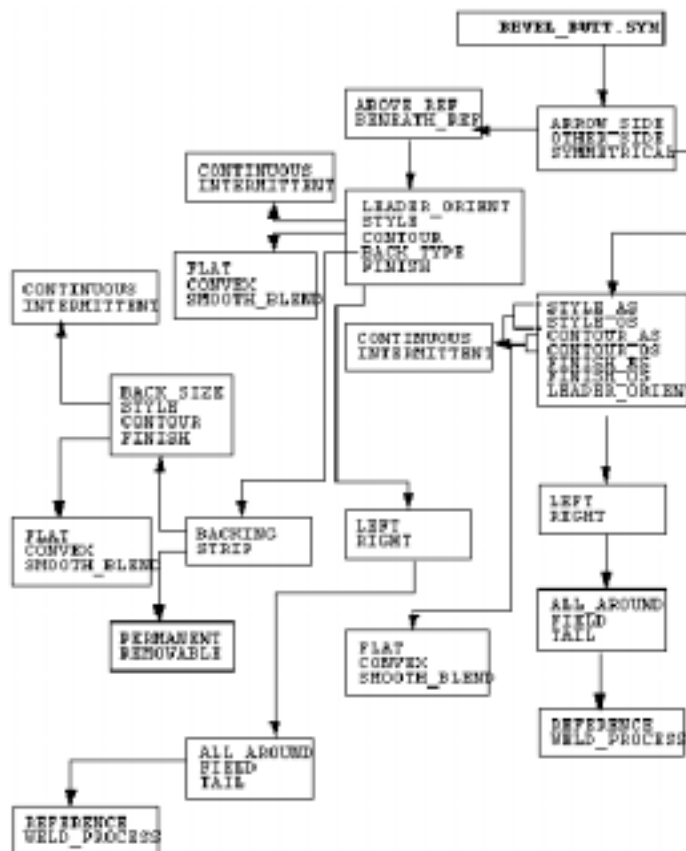 BEVEL_BUTT.SYM
ABOVE_REF
BENEATH_REF
ARROW_SIDE
OTHER_SIDE
SYMMETRICAL
CONTINUOUS
INTERMITTENT
LEADER_ORIENT
STYLE
CONTOUR
BACK_TYPE
FINISH
FLAT
CONVEX
SMOOTH_BLEND
CONTINUOUS
INTERMITTENT
STYLE_AS
STYLE_OS
CONTOUR_AS
CONTOUR_OS
FINISH_AS
FINISH_OS
LEADER_ORIENT
CONTINUOUS
INTERMITTENT
BACK_SIZE
STYLE
CONTOUR
FINISH
LEFT
RIGHT
FLAT
CONVEX
SMOOTH_BLEND
BACKING
STRIP
LEFT
RIGHT
ALL_AROUND
FIELD
TAIL
PERMANENT
REMOVABLE
FLAT
CONVEX
SMOOTH_BLEND
REFERENCE
WELD_PROCESS
ALL_AROUND
FIELD
TAIL
REFERENCE
WELD_PROCESS